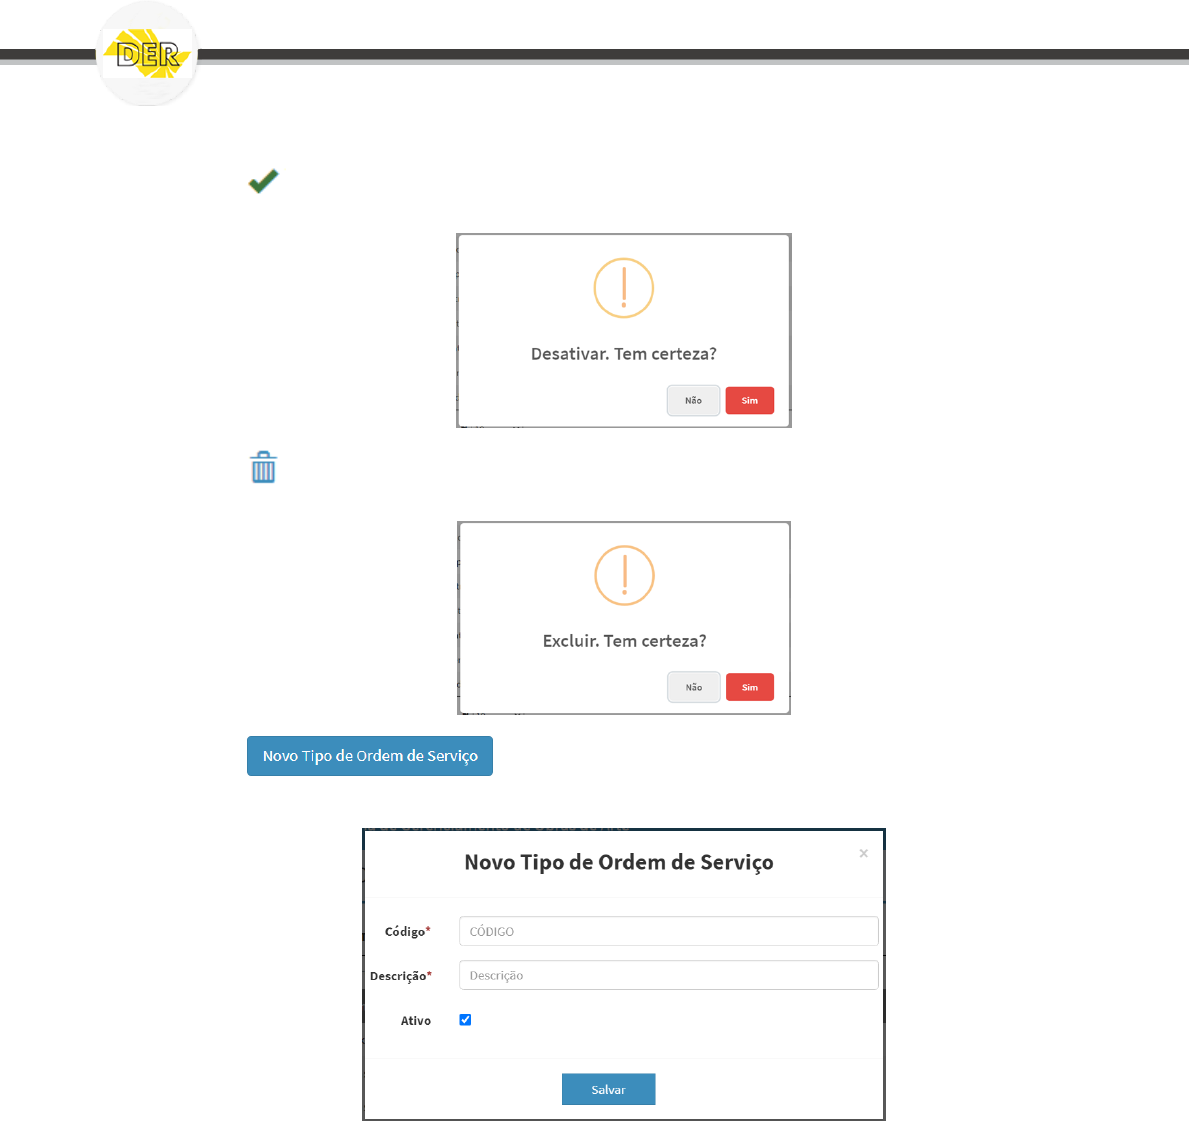 DER
Desativar. Tem certeza?
Não Sim
Excluir. Tem certeza?
Não Sim
Novo Tipo de Ordem de Serviço
Novo Tipo de Ordem de Serviço ×
Código* CÓDIGO
Descrição* Descrição
Ativo
Salvar